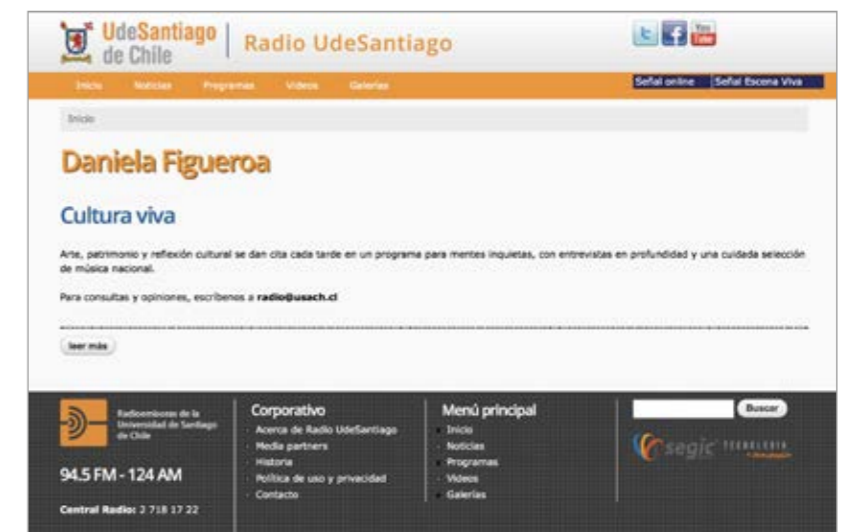 UdeSantiago
de Chile
Radio UdeSantiago
You
Tube
Inicio Noticias Programas Videos Galerías
Señal online Señal Escena Viva
Inicio
Daniela Figueroa
Cultura viva
Arte, patrimonio y reflexión cultural se dan cita cada tarde en un programa para mentes inquietas, con entrevistas en profundidad y una cuidada selección
de música nacional.
Para consultas y opiniones, escríbenos a radio@usach.cl
leer más
Radioemisoras de la
Universidad de Santiago
de Chile
94.5 FM - 124 AM
Central Radio: 2 718 17 22
Corporativo
Acerca de Radio UdeSantiago
Media partners
Historia
Política de uso y privacidad
Contacto
Menú principal
Inicio
Noticias
Programas
Videos
Galerías
Buscar
segic TECNOLOGIA